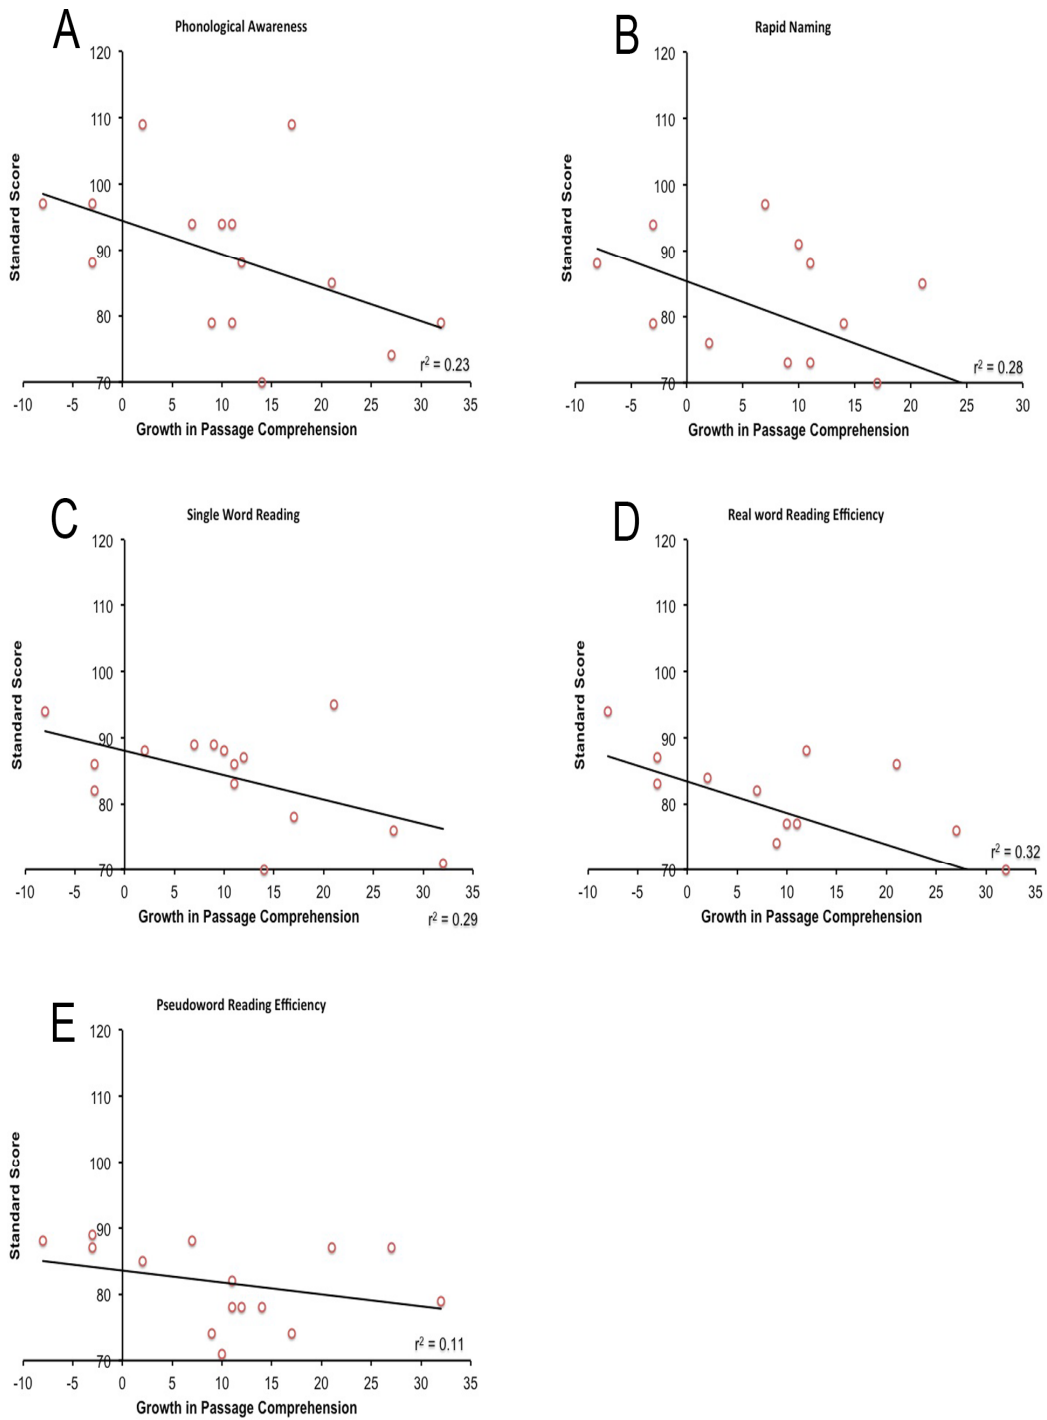 A
Phonological Awareness
120
110
100
90
80
70
Standard Score
-10 -5 0 5 10 15 20 25 30 35
Growth in Passage Comprehension
r² = 0.23
B
Rapid Naming
120
110
100
90
80
70
Standard Score
-10 -5 0 5 10 15 20 25 30
Growth in Passage Comprehension
r² = 0.28
C
Single Word Reading
120
110
100
90
80
70
Standard Score
-10 -5 0 5 10 15 20 25 30 35
Growth in Passage Comprehension
r² = 0.29
D
Real word Reading Efficiency
120
110
100
90
80
70
Standard Score
-10 -5 0 5 10 15 20 25 30 35
Growth in Passage Comprehension
r² = 0.32
E
Pseudoword Reading Efficiency
120
110
100
90
80
70
Standard Score
-10 -5 0 5 10 15 20 25 30 35
Growth in Passage Comprehension
r² = 0.11